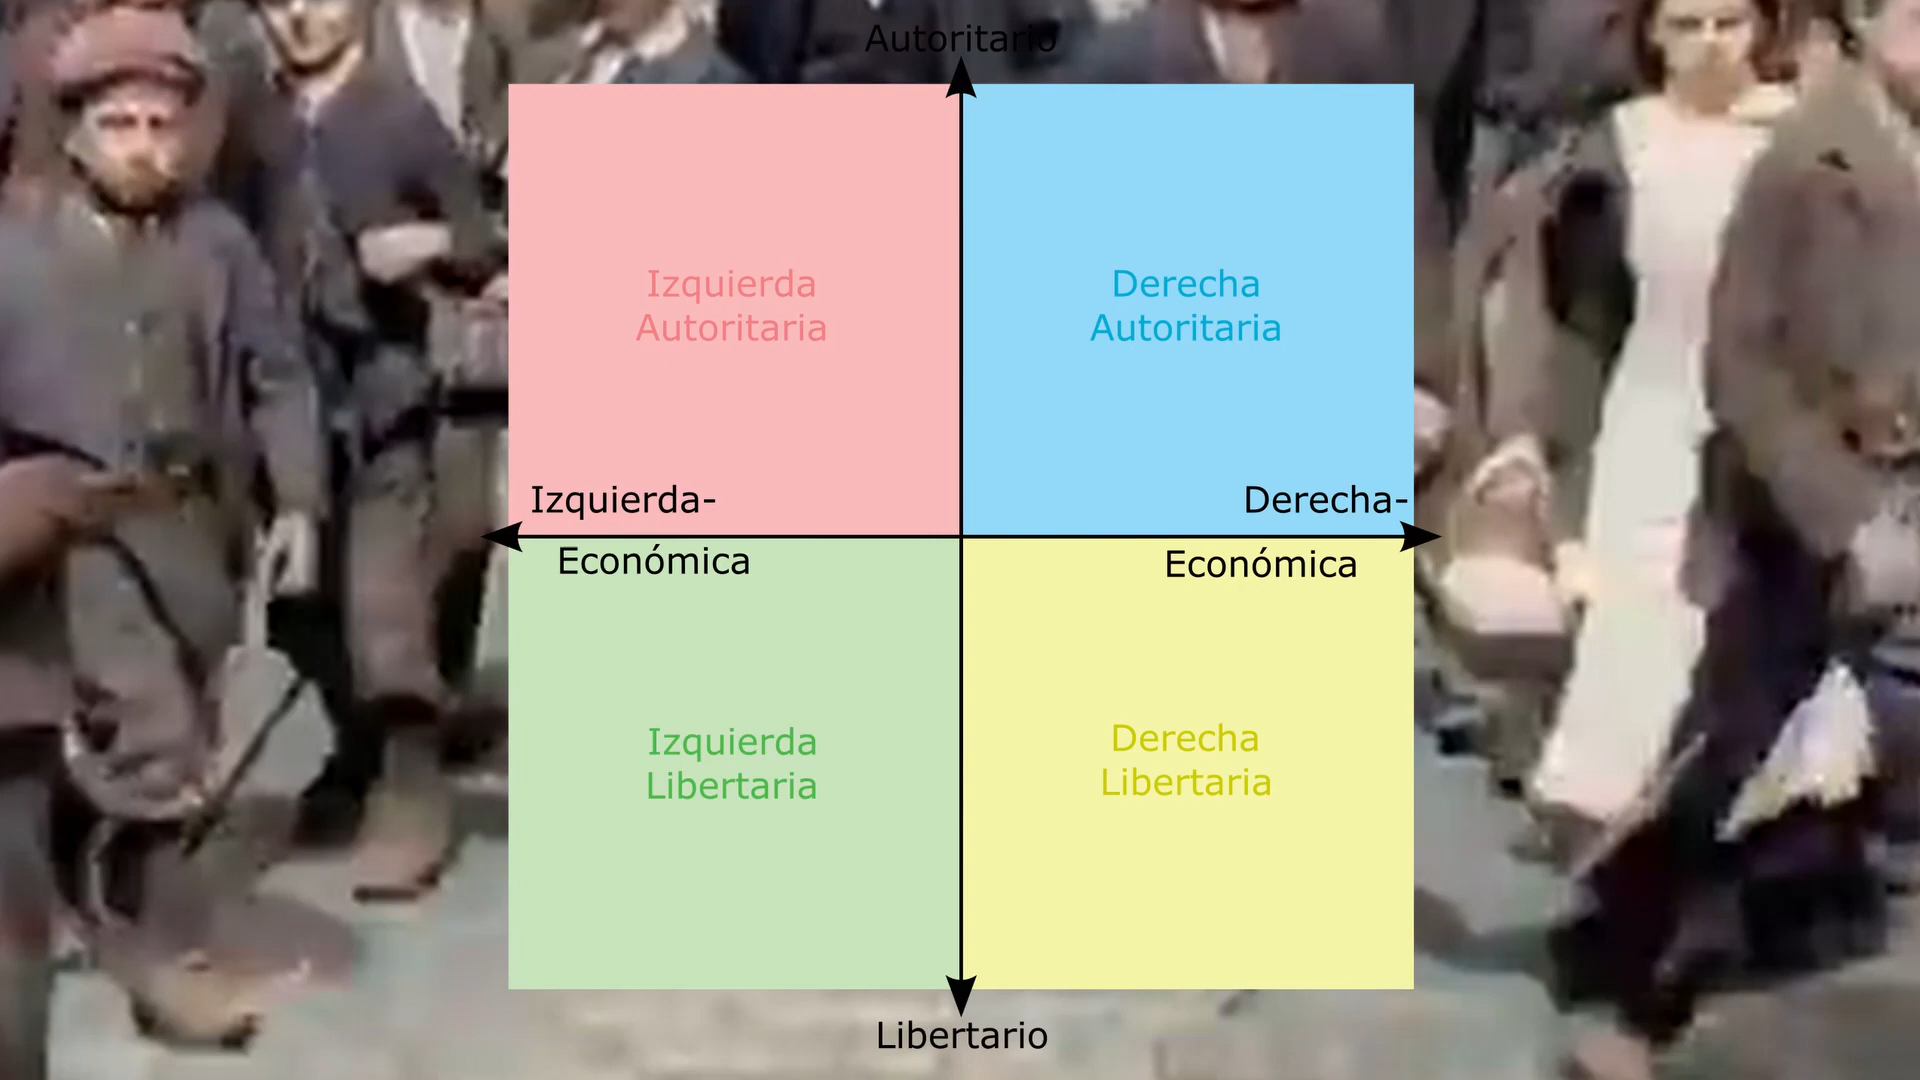 Autoritario
Izquierda
Autoritaria
Derecha
Autoritaria
Izquierda-
Económica
Derecha-
Económica
Izquierda
Libertaria
Derecha
Libertaria
Libertario